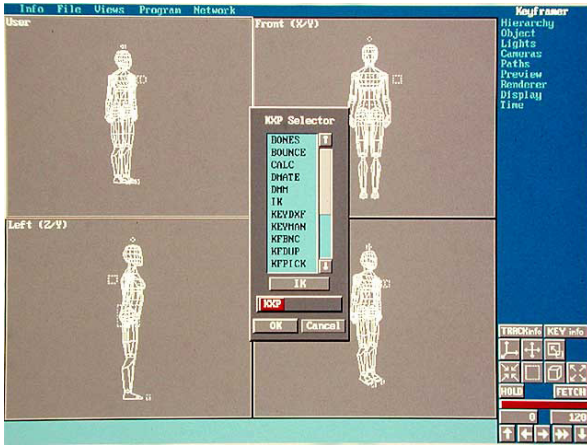 Info File Views Program Network
Keyframer
User
Front (X/Y)
Hierarchy
Object
Lights
Cameras
Paths
Preview
Renderer
Display
Time
KXP Selector
BONES
BOUNCE
CALC
DMATE
DMM
IK
KEYDXF
KEYMAN
KFBNC
KFDUP
KFPICK
IK
KXP
OK Cancel
Left (Z/Y)
TRACKinfo KEY info
HOLD FETCH
0 120